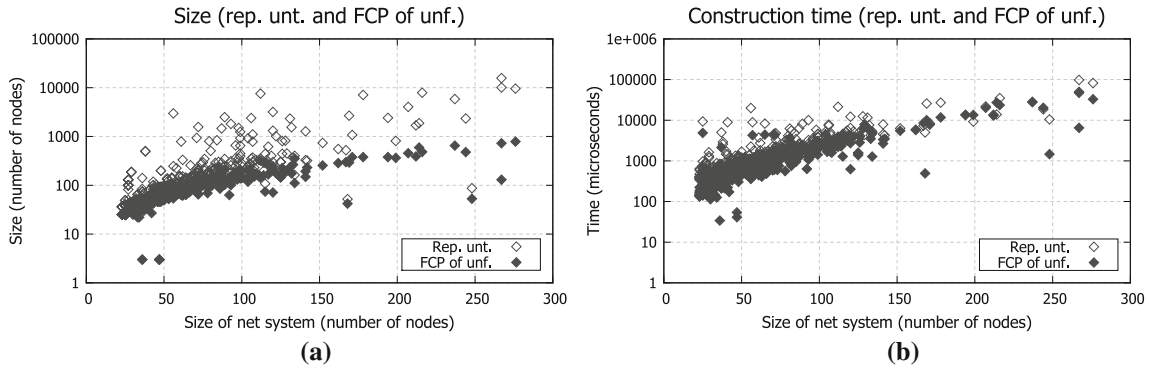 Size (rep. unt. and FCP of unf.)
100000
10000
1000
100
10
1
Size (number of nodes)
Rep. unt.
FCP of unf.
0 50 100 150 200 250 300
Size of net system (number of nodes)
(a)
Construction time (rep. unt. and FCP of unf.)
1e+006
100000
10000
1000
100
10
1
Time (microseconds)
Rep. unt.
FCP of unf.
0 50 100 150 200 250 300
Size of net system (number of nodes)
(b)